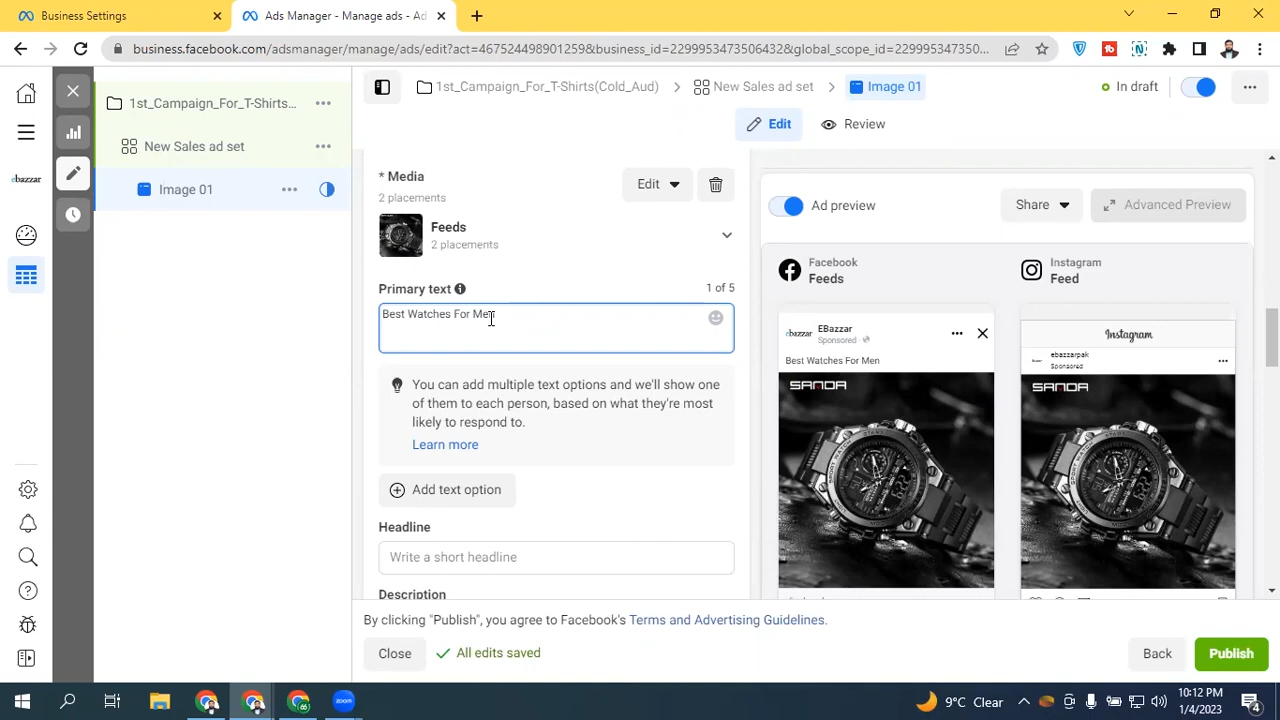 Business Settings
Ads Manager - Manage ads - Ad
business.facebook.com/adsmanager/manage/ads/edit?act=467524498901259&business_id=2299953473506432&global_scope_id=229995347350...
1st_Campaign_For_T-Shirts...
New Sales ad set
Image 01
ebazzar
1st_Campaign_For_T-Shirts(Cold_Aud)
New Sales ad set
Image 01
In draft
Edit
Review
* Media
2 placements
Edit
Feeds
2 placements
Primary text
1 of 5
Best Watches For Men
You can add multiple text options and we'll show one
of them to each person, based on what they're most
likely to respond to.
Learn more
Add text option
Headline
Write a short headline
Description
Ad preview
Share
Advanced Preview
Facebook
Feeds
ebazzar
EBazzar
Sponsored
Best Watches For Men
SANDA
Instagram
Feed
Instagram
ebazzarpak
Sponsored
SANDA
By clicking "Publish", you agree to Facebook's Terms and Advertising Guidelines.
Close
All edits saved
Back
Publish
zoom
9°C Clear
10:12 PM
1/4/2023
4